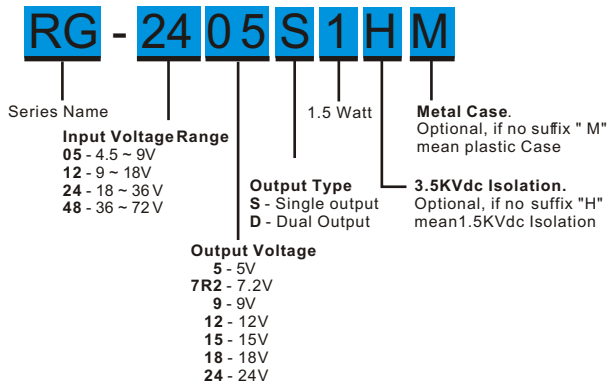 RG - 24 05 S 1 H M
Series Name
Input Voltage Range
05 - 4.5 ~ 9V
12 - 9 ~ 18V
24 - 18 ~ 36V
48 - 36 ~ 72V
Output Voltage
5 - 5V
7R2 - 7.2V
9 - 9V
12 - 12V
15 - 15V
18 - 18V
24 - 24V
Output Type
S - Single output
D - Dual Output
1.5 Watt
3.5KVdc Isolation.
Optional, if no suffix "H"
mean1.5KVdc Isolation
Metal Case.
Optional, if no suffix " M"
mean plastic Case